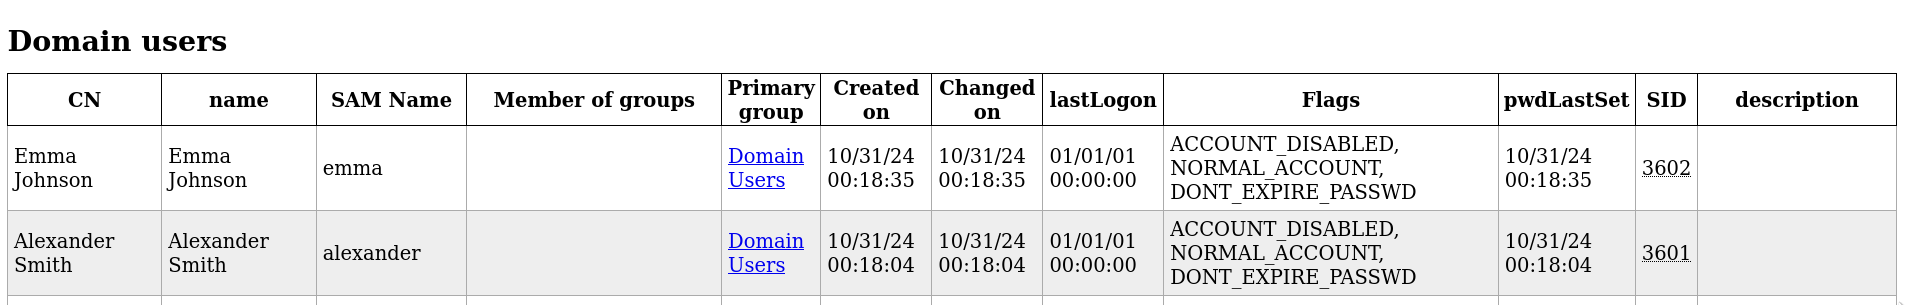 Domain users
CN name SAM Name Member of groups Primary group Created on Changed on lastLogon Flags pwdLastSet SID description
Emma Johnson Emma Johnson emma Domain Users 10/31/24 00:18:35 10/31/24 00:18:35 01/01/01 00:00:00 ACCOUNT_DISABLED, NORMAL_ACCOUNT, DONT_EXPIRE_PASSWD 10/31/24 00:18:35 3602
Alexander Smith Alexander Smith alexander Domain Users 10/31/24 00:18:04 10/31/24 00:18:04 01/01/01 00:00:00 ACCOUNT_DISABLED, NORMAL_ACCOUNT, DONT_EXPIRE_PASSWD 10/31/24 00:18:04 3601